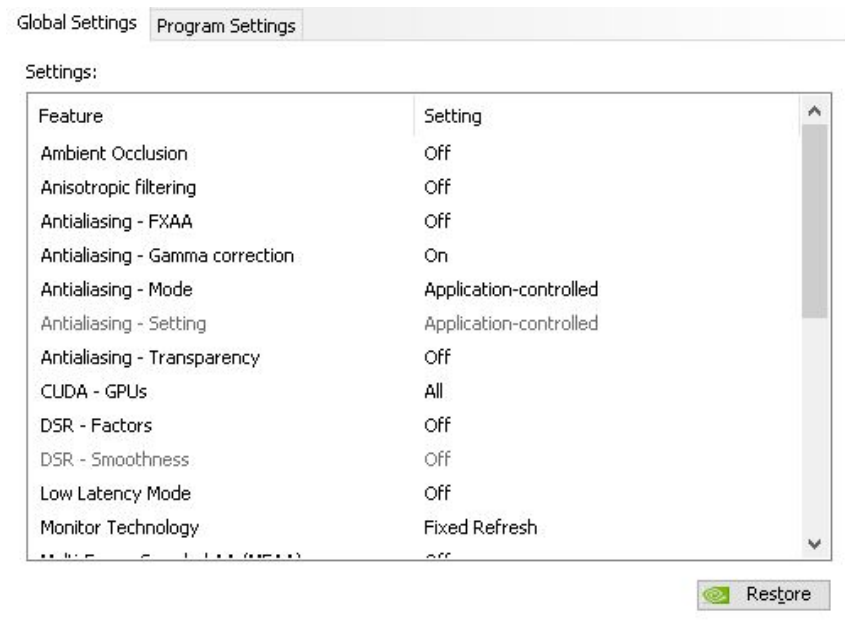 Global Settings
Program Settings
Settings:
Feature Setting
Ambient Occlusion Off
Anisotropic filtering Off
Antialiasing - FXAA Off
Antialiasing - Gamma correction On
Antialiasing - Mode Application-controlled
Antialiasing - Setting Application-controlled
Antialiasing - Transparency Off
CUDA - GPUs All
DSR - Factors Off
DSR - Smoothness Off
Low Latency Mode Off
Monitor Technology Fixed Refresh
Restore